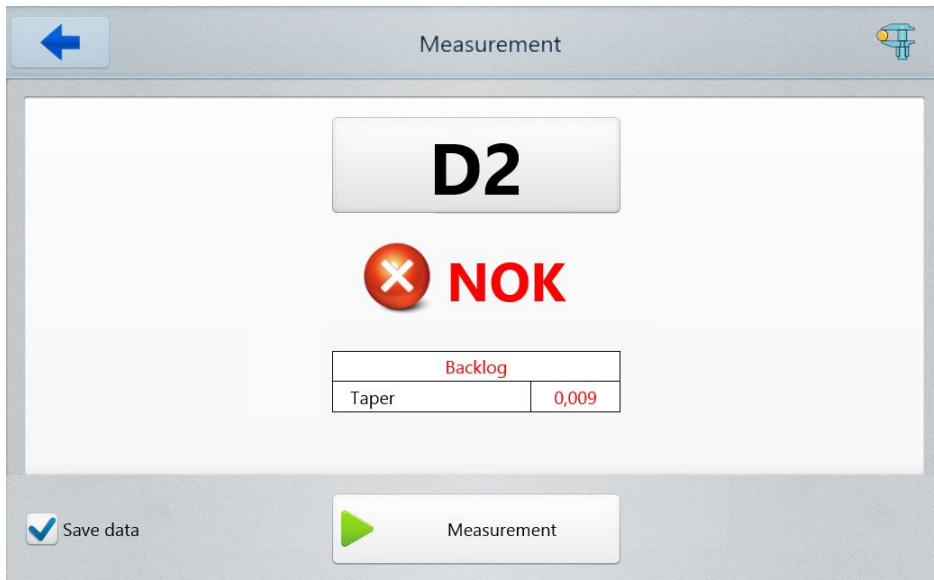 Measurement
D2
NOK
Backlog
Taper 0,009
Save data
Measurement